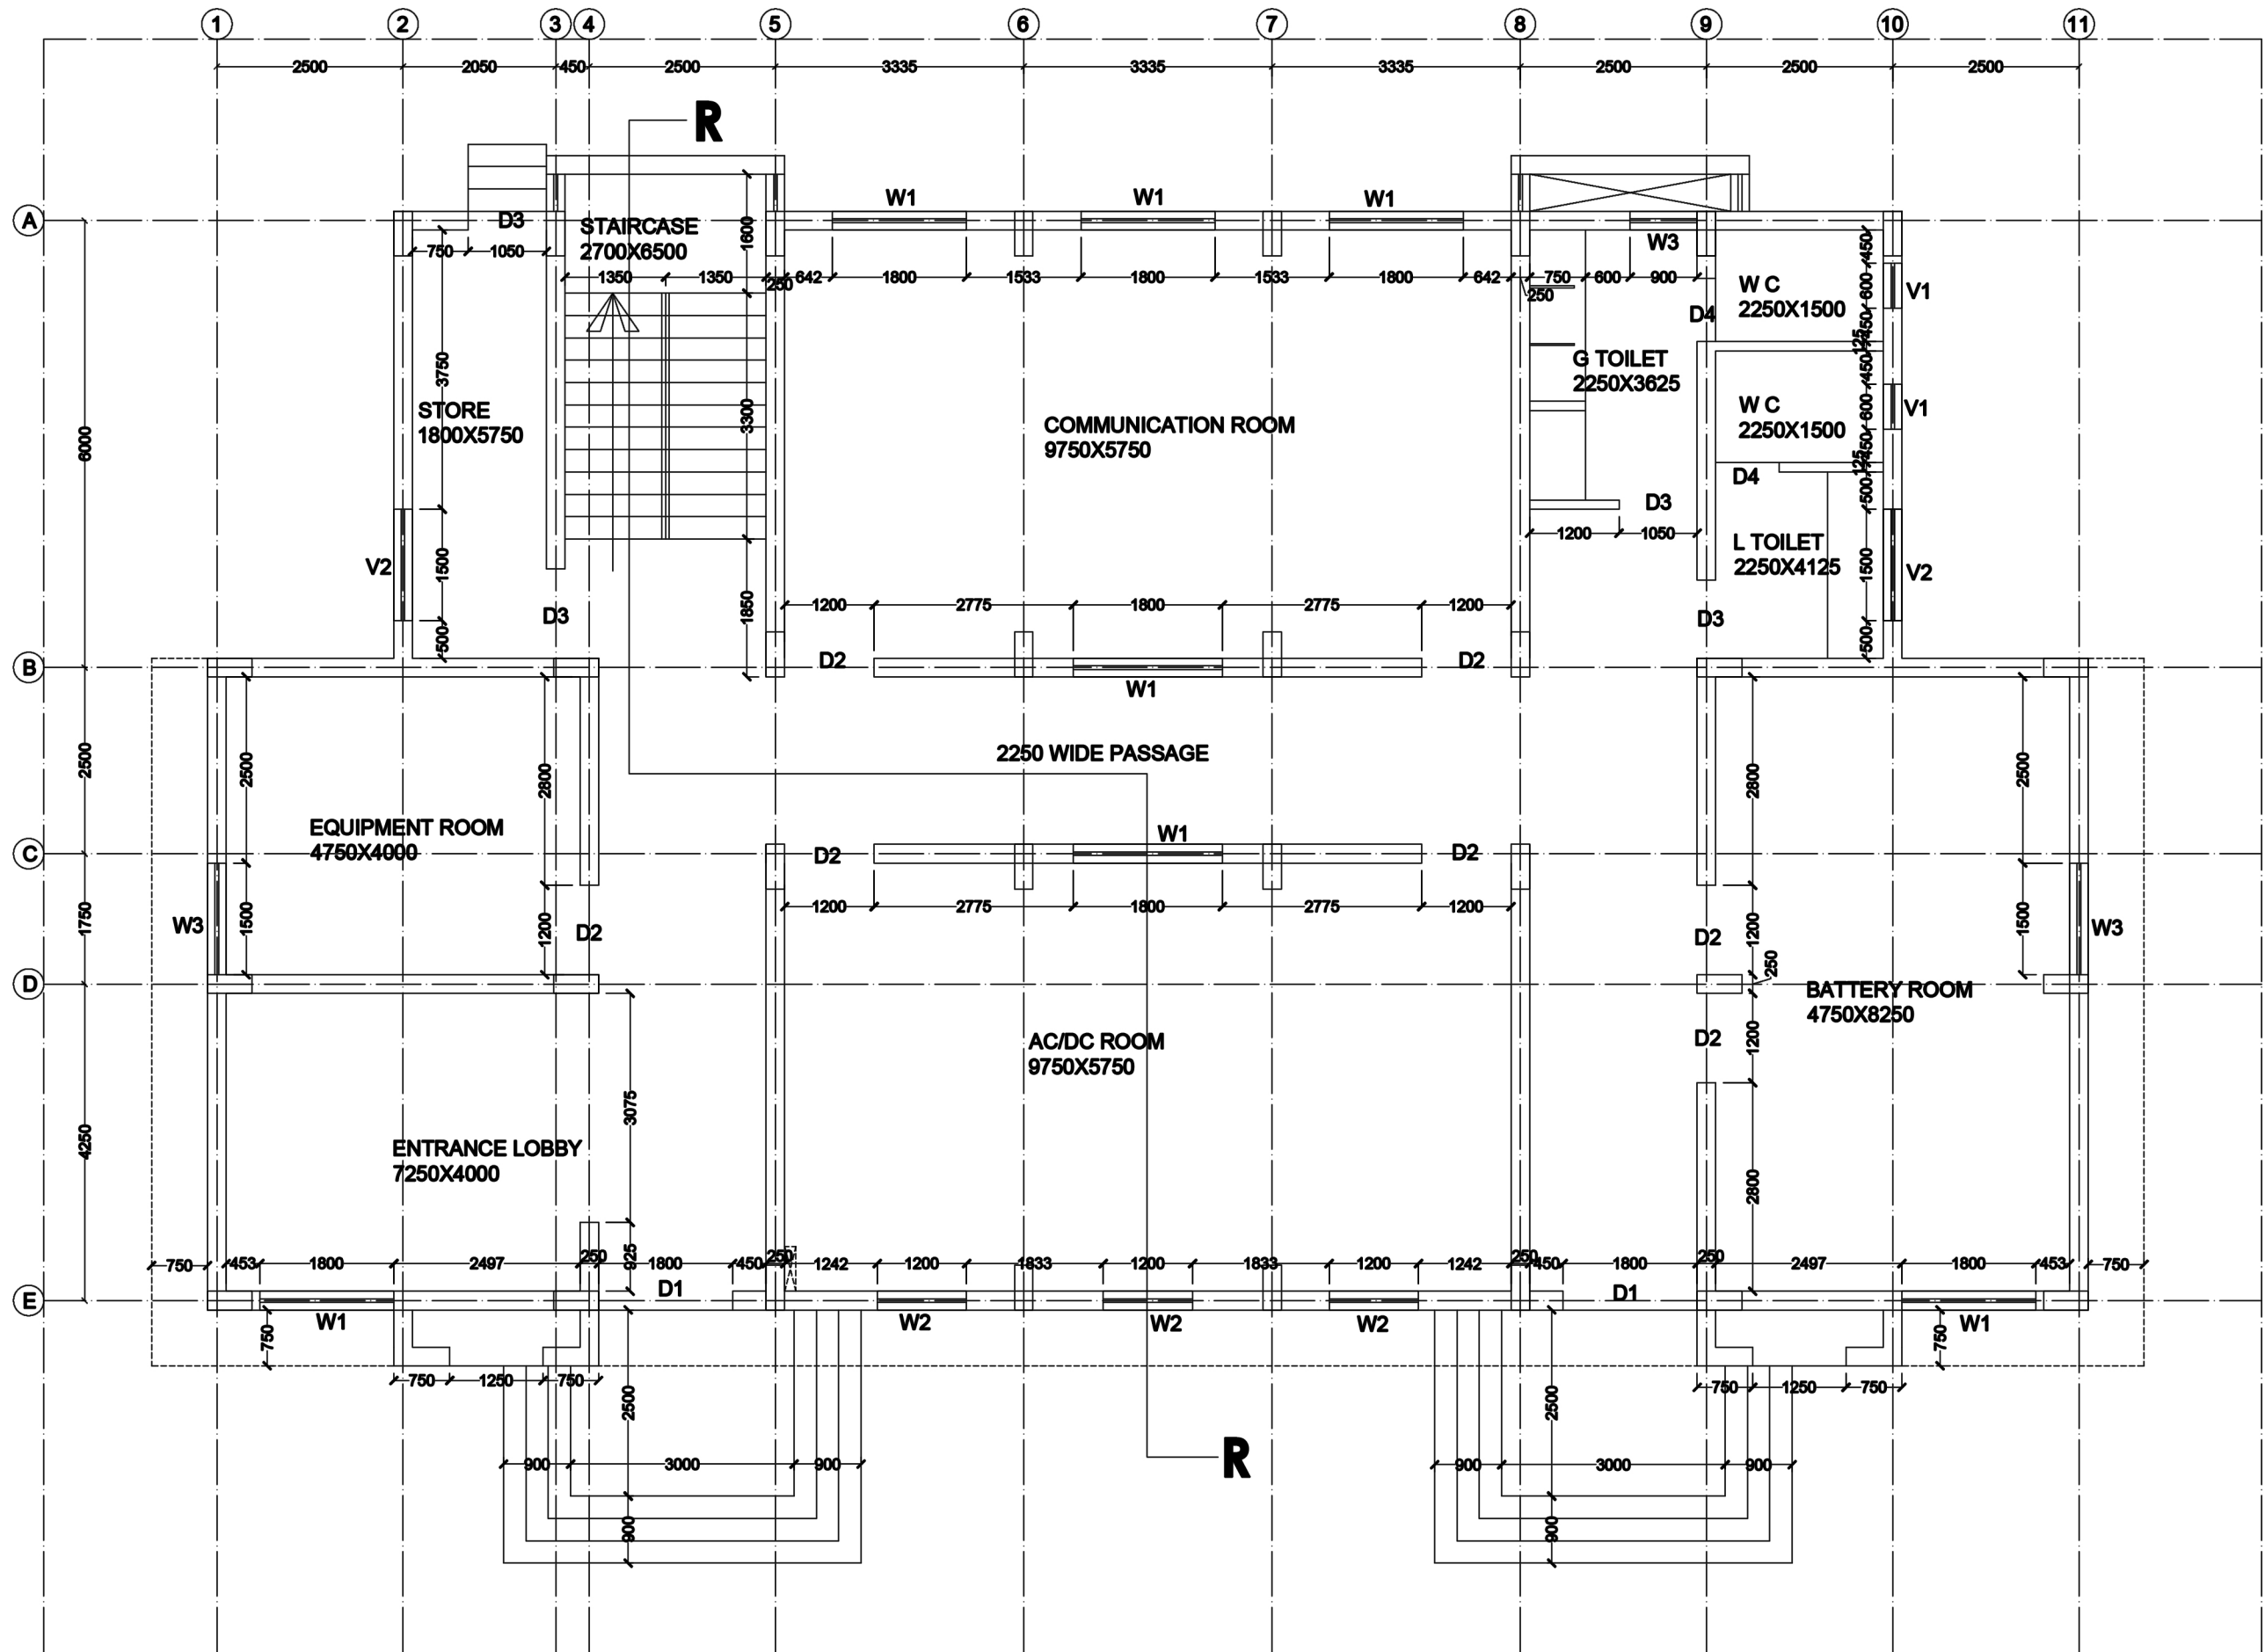 1 2 3 4 5 6 7 8 9 10 11
2500 2050 450 2500 3335 3335 3335 2500 2500 2500
R
W1 W1 W1
A
D3
STAIRCASE
2700X6500
1600
W3
450
750 1050
1350 1350 250 642 1800 1533 1800 1533 1800 642 250 750 600 900
W C
2250X1500
600
V1
D4
450
125
G TOILET
2250X3625
450
3750
STORE
1800X5750
3300
COMMUNICATION ROOM
9750X5750
W C
2250X1500
600
V1
6000
450
125
D4
500
D3
1200 1050
V2
1500
L TOILET
2250X4125
1500
V2
1850
1200 2775 1800 2775 1200
D3
D3
500
500
B
D2 D2
W1
2500
2500
2800
2250 WIDE PASSAGE
2800
2500
EQUIPMENT ROOM
4750X4000
W1
C
D2 D2
1200 2775 1800 2775 1200
1750
W3
1500
1200
D2
D2
1200
1500
W3
250
D
BATTERY ROOM
4750X8250
AC/DC ROOM
9750X5750
D2
1200
3075
4250
ENTRANCE LOBBY
7250X4000
2800
750 453 1800 2497 250 925 1800 450 250 1242 1200 1833 1200 1833 1200 1242 250 450 1800 250 2497 1800 453 750
E
D1 D1
W1 W2 W2 W2 W1
750 750
750 1250 750 750 1250 750
2500 2500
900 3000 900 900 3000 900
R
900 900